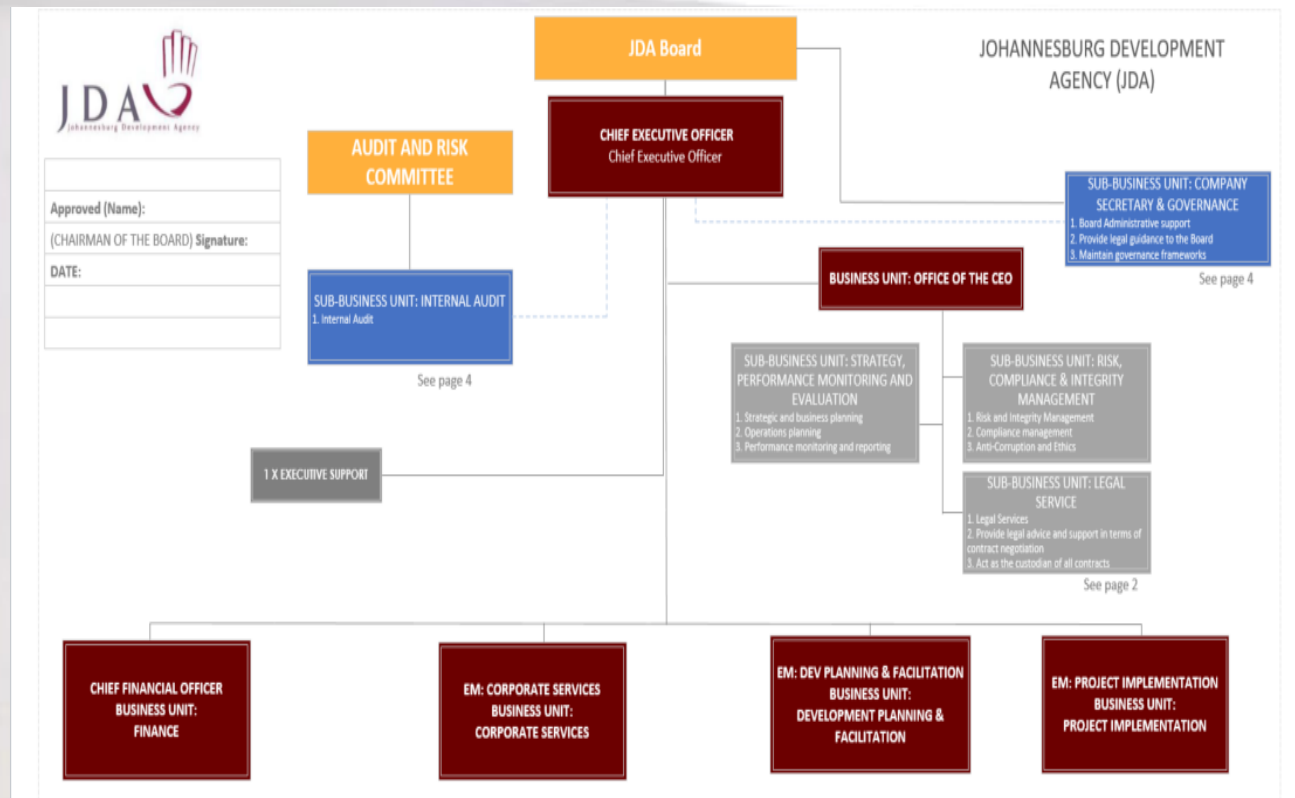 JDA
Johannesburg Development Agency
JDA Board
JOHANNESBURG DEVELOPMENT
AGENCY (JDA)
CHIEF EXECUTIVE OFFICER
Chief Executive Officer
AUDIT AND RISK
COMMITTEE
Approved (Name):
(CHAIRMAN OF THE BOARD) Signature:
DATE:
SUB-BUSINESS UNIT: COMPANY
SECRETARY & GOVERNANCE
1. Board Administrative support
2. Provide legal guidance to the Board
3. Maintain governance frameworks
See page 4
BUSINESS UNIT: OFFICE OF THE CEO
SUB-BUSINESS UNIT: INTERNAL AUDIT
1. Internal Audit
See page 4
SUB-BUSINESS UNIT: STRATEGY,
PERFORMANCE MONITORING AND
EVALUATION
1. Strategic and business planning
2. Operations planning
3. Performance monitoring and reporting
SUB-BUSINESS UNIT: RISK,
COMPLIANCE & INTEGRITY
MANAGEMENT
1. Risk and Integrity Management
2. Compliance management
3. Anti-Corruption and Ethics
1 X EXECUTIVE SUPPORT
SUB-BUSINESS UNIT: LEGAL
SERVICE
1. Legal Services
2. Provide legal advice and support in terms of
contract negotiation
3. Act as the custodian of all contracts
See page 2
CHIEF FINANCIAL OFFICER
BUSINESS UNIT:
FINANCE
EM: CORPORATE SERVICES
BUSINESS UNIT:
CORPORATE SERVICES
EM: DEV PLANNING & FACILITATION
BUSINESS UNIT:
DEVELOPMENT PLANNING &
FACILITATION
EM: PROJECT IMPLEMENTATION
BUSINESS UNIT:
PROJECT IMPLEMENTATION